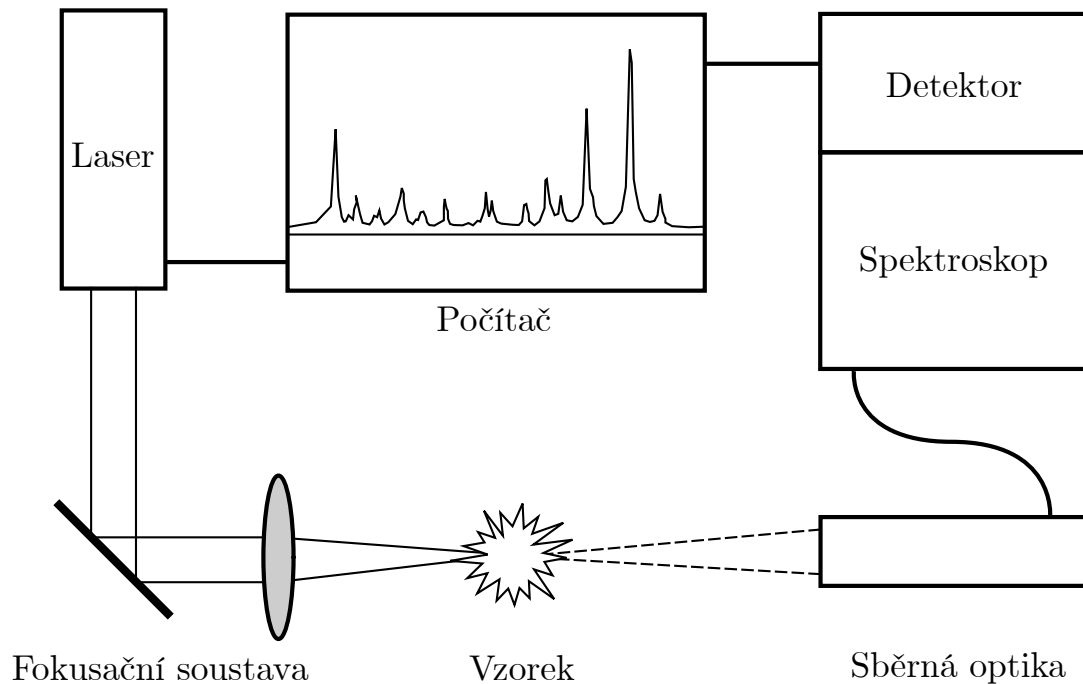 Laser
Detektor
Spektroskop
Počítač
Fokusační soustava
Vzorek
Sběrná optika